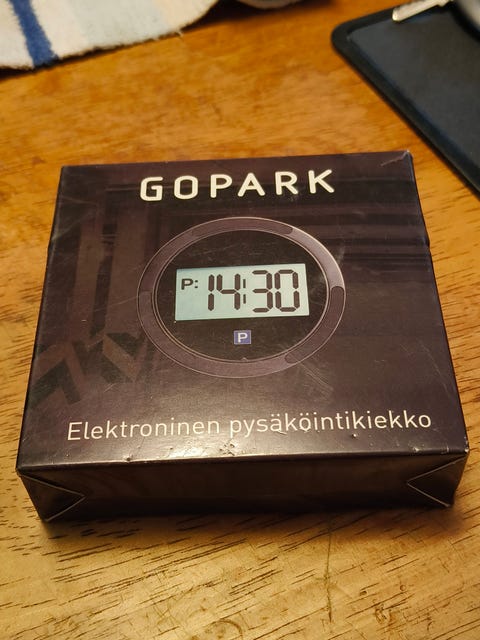 GOPARK
P: 14:30
P
Elektroninen pysäköintikiekko